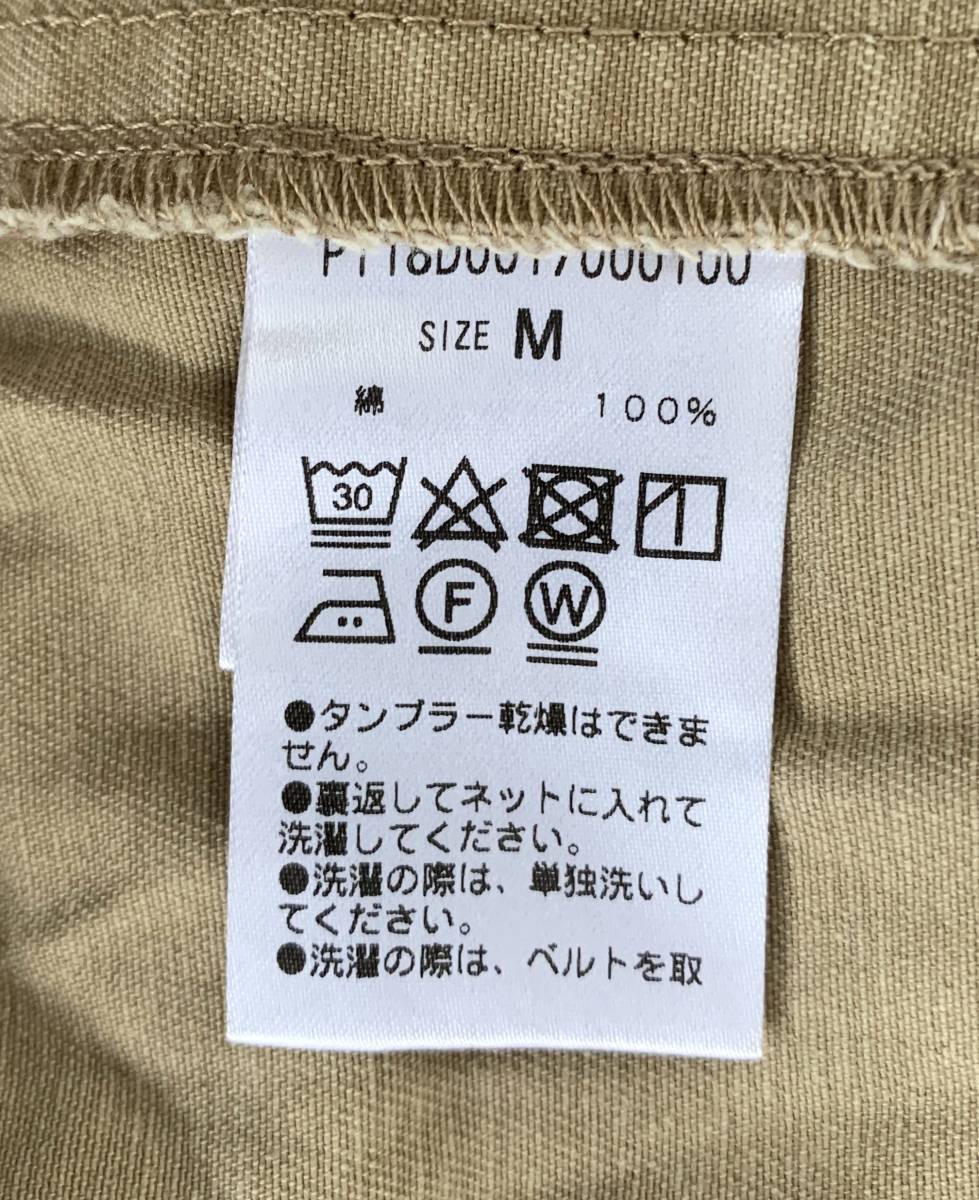 SIZE M
綿 100%
30
F W
●タンブラー乾燥はできま
せん。
●裏返してネットに入れて
洗濯してください。
●洗濯の際は、単独洗いし
てください。
●洗濯の際は、ベルトを取